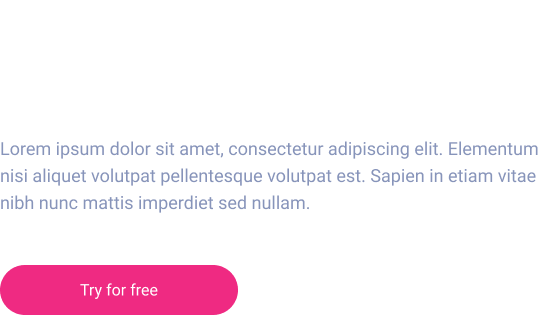 Lorem ipsum dolor sit amet, consectetur adipiscing elit. Elementum
nisi aliquet volutpat pellentesque volutpat est. Sapien in etiam vitae
nibh nunc mattis imperdiet sed nullam.
Try for free